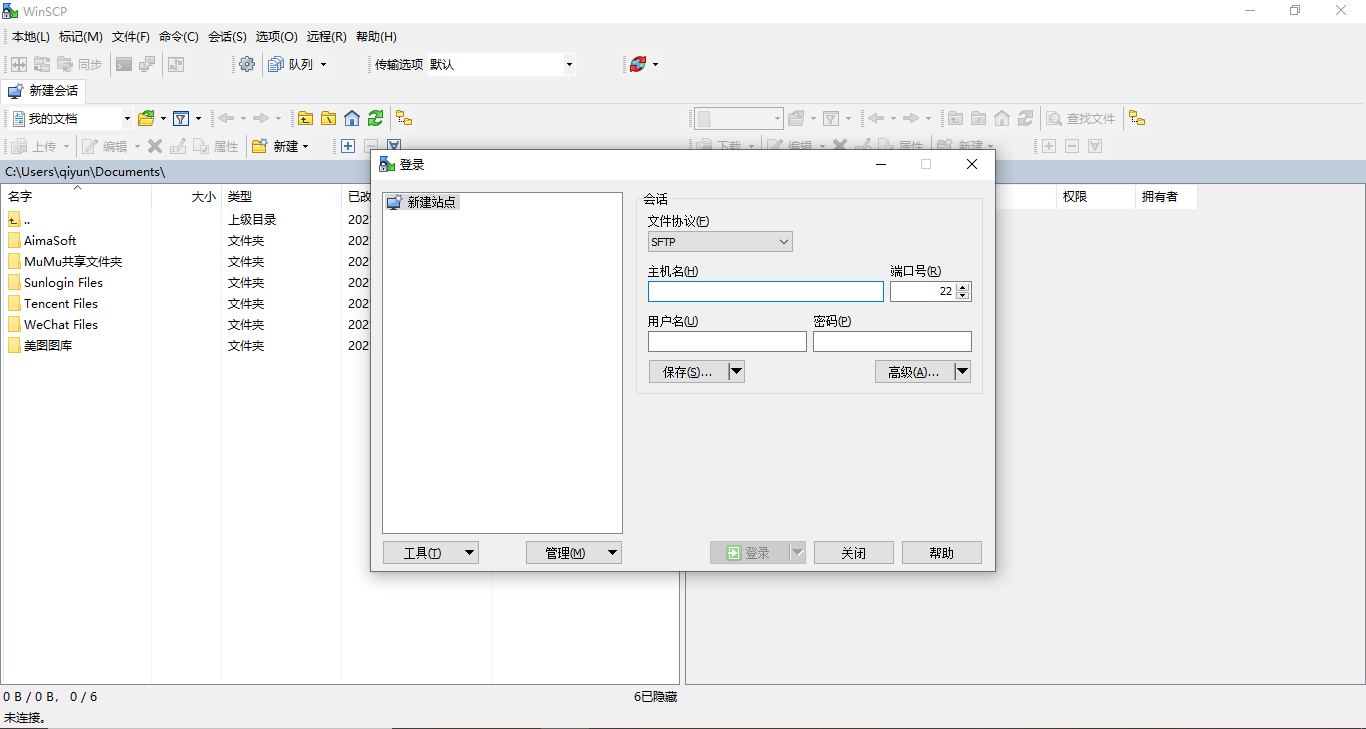 WinSCP
本地(L) 标记(M) 文件(F) 命令(C) 会话(S) 选项(O) 远程(R) 帮助(H)
同步 队列 传输选项 默认
新建会话
我的文档 查找文件
上传 编辑 属性 新建 下载 编辑 属性 新建
C:\Users\qiyun\Documents\
名字 大小 类型 已改 权限 拥有者
.. 上级目录 202
AimaSoft 文件夹 202
MuMu共享文件夹 文件夹 202
Sunlogin Files 文件夹 202
Tencent Files 文件夹 202
WeChat Files 文件夹 202
美图图库 文件夹 202
登录
新建站点
会话
文件协议(F)
SFTP
主机名(H) 端口号(R)
22
用户名(U) 密码(P)
保存(S)... 高级(A)...
工具(T) 管理(M) 登录 关闭 帮助
0 B / 0 B, 0 / 6 6已隐藏
未连接。